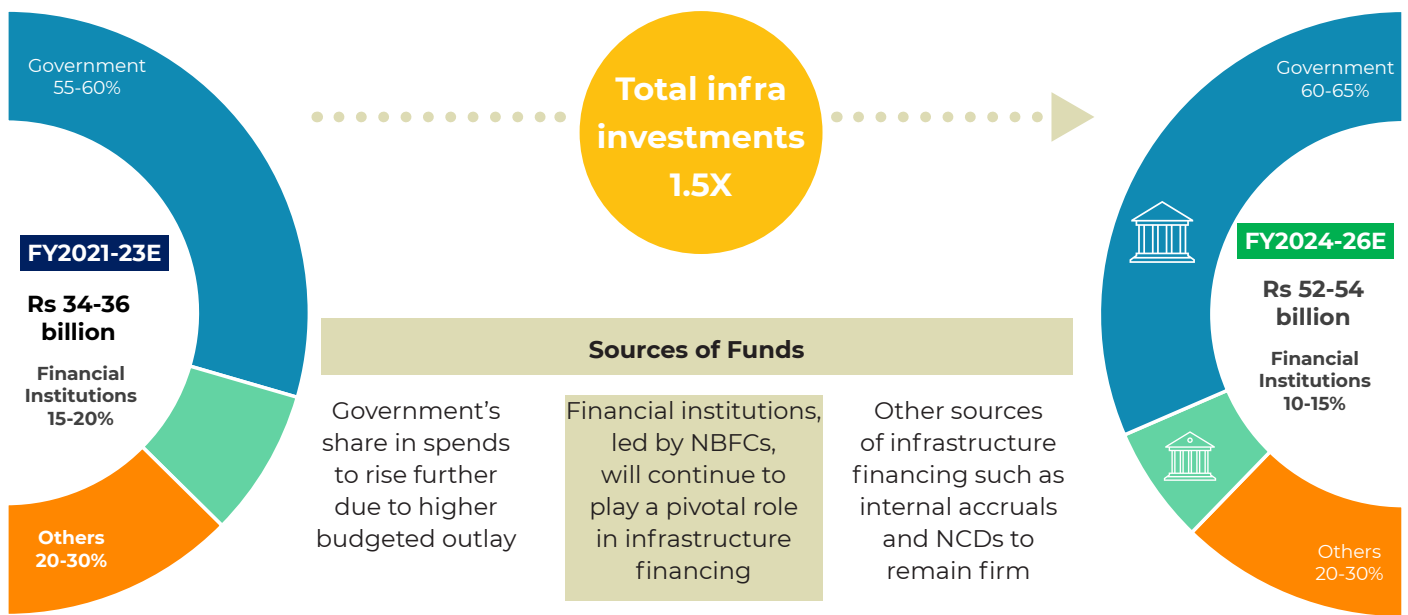 Government
55-60%
FY2021-23E
Rs 34-36
billion
Financial
Institutions
15-20%
Others
20-30%
Total infra
investments
1.5X
Sources of Funds
Government’s
share in spends
to rise further
due to higher
budgeted outlay
Financial institutions,
led by NBFCs,
will continue to
play a pivotal role
in infrastructure
financing
Other sources
of infrastructure
financing such as
internal accruals
and NCDs to
remain firm
Government
60-65%
FY2024-26E
Rs 52-54
billion
Financial
Institutions
10-15%
Others
20-30%